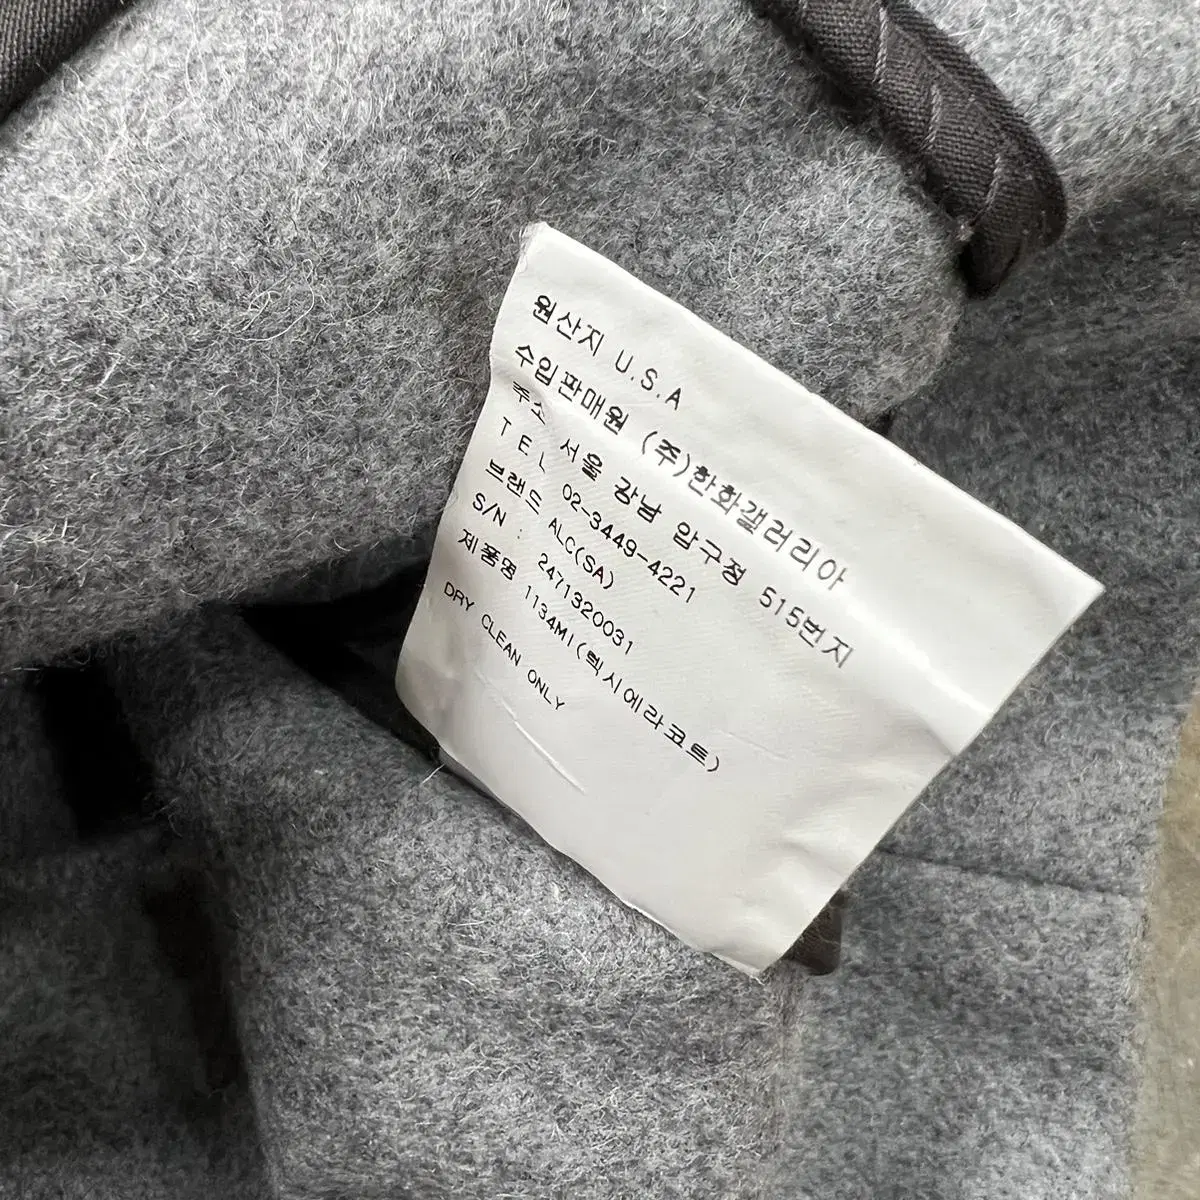 원산지 U.S.A
수입판매원 (주)한화갤러리아
주소 서울 강남 압구정 515번지
TEL 02-3449-4221
브랜드 ALC(SA)
S/N : 2471320031
제품명 1134MI(렉시에라코트)
DRY CLEAN ONLY